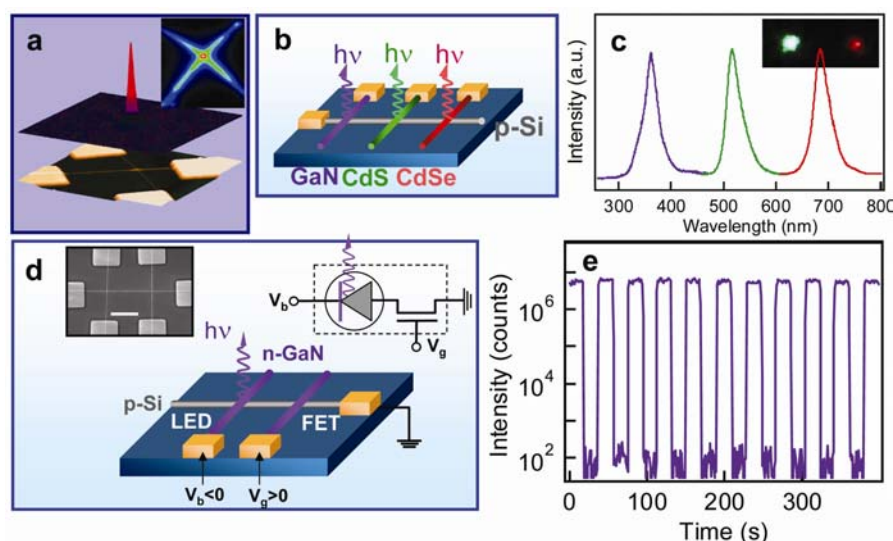 a
b
hν
hν
hν
p-Si
GaN
CdS
CdSe
c
Intensity (a.u.)
300
400
500
600
700
800
Wavelength (nm)
d
hν
n-GaN
p-Si
LED
FET
V_b<0
V_g>0
V_b
V_g
e
Intensity (counts)
10^6
10^4
10^2
0
100
200
300
Time (s)